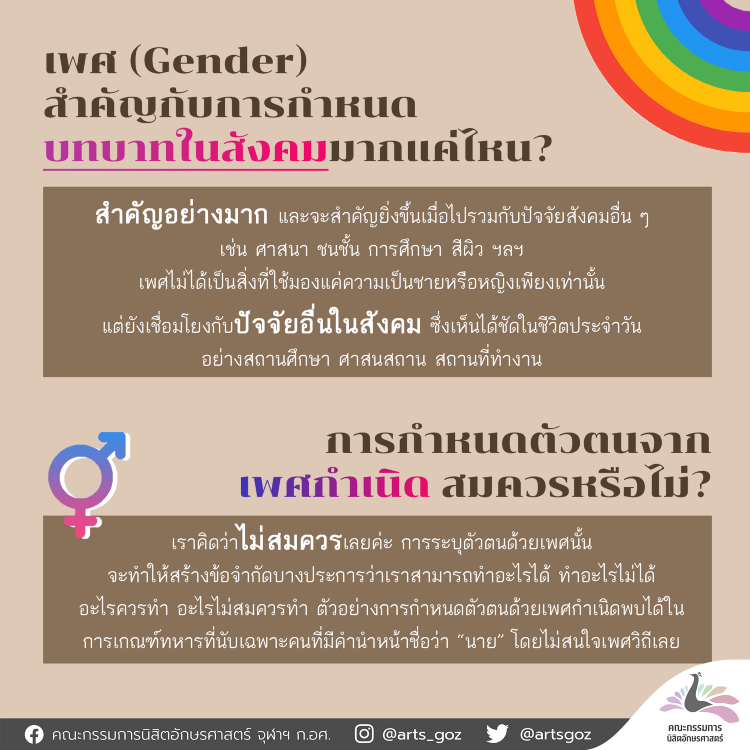 เพศ (Gender)
สำคัญกับการกำหนด
บทบาทในสังคมมากแค่ไหน?
สำคัญอย่างมาก และจะสำคัญยิ่งขึ้นเมื่อไปรวมกับปัจจัยสังคมอื่น ๆ
เช่น ศาสนา ชนชั้น การศึกษา สีผิว ฯลฯ
เพศไม่ได้เป็นสิ่งที่ใช้มองแค่ความเป็นชายหรือหญิงเพียงเท่านั้น
แต่ยังเชื่อมโยงกับปัจจัยอื่นในสังคม ซึ่งเห็นได้ชัดในชีวิตประจำวัน
อย่างสถานศึกษา ศาสนสถาน สถานที่ทำงาน
การกำหนดตัวตนจาก
เพศกำเนิด สมควรหรือไม่?
เราคิดว่าไม่สมควรเลยค่ะ การระบุตัวตนด้วยเพศนั้น
จะทำให้สร้างข้อจำกัดบางประการว่าเราสามารถทำอะไรได้ ทำอะไรไม่ได้
อะไรควรทำ อะไรไม่สมควรทำ ตัวอย่างการกำหนดตัวตนด้วยเพศกำเนิดพบได้ใน
การเกณฑ์ทหารที่นับเฉพาะคนที่มีคำนำหน้าชื่อว่า “นาย” โดยไม่สนใจเพศวิถีเลย
คณะกรรมการ
นิสิตอักษรศาสตร์
คณะกรรมการนิสิตอักษรศาสตร์ จุฬาฯ ก.อศ. @arts_goz @artsgoz